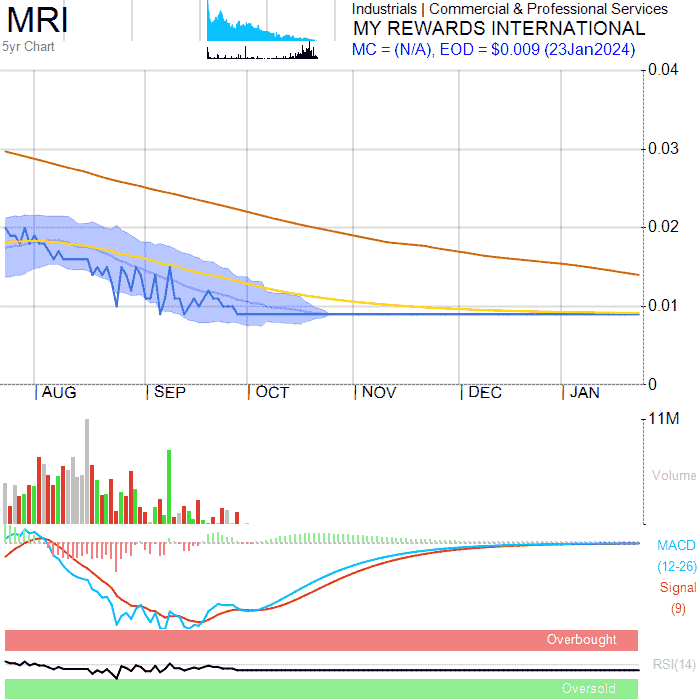 MRI
5yr Chart
Industrials | Commercial & Professional Services
MY REWARDS INTERNATIONAL
MC = (N/A), EOD = $0.009 (23Jan2024)
0.04
0.03
0.02
0.01
0
AUG SEP OCT NOV DEC JAN
11M
Volume
MACD
(12-26)
Signal
(9)
Overbought
RSI(14)
Oversold